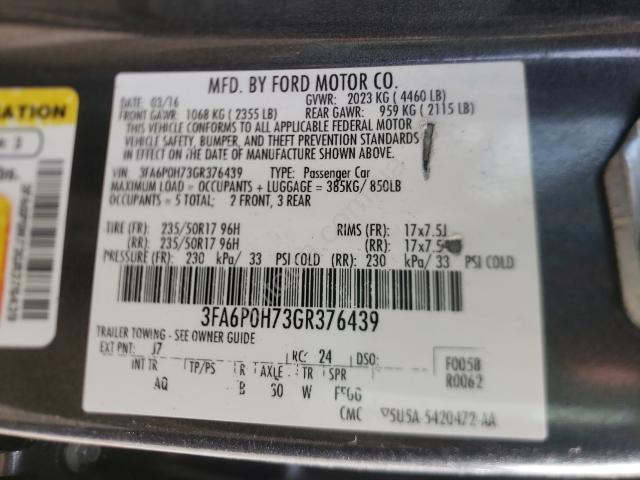 MFD. BY FORD MOTOR CO.
DATE: 03/16 GVWR: 2023 KG ( 4460 LB)
FRONT GAWR: 1068 KG ( 2355 LB) REAR GAWR: 959 KG ( 2115 LB)
THIS VEHICLE CONFORMS TO ALL APPLICABLE FEDERAL MOTOR
VEHICLE SAFETY, BUMPER, AND THEFT PREVENTION STANDARDS
IN EFFECT ON THE DATE OF MANUFACTURE SHOWN ABOVE.
VIN: 3FA6P0H73GR376439 TYPE: Passenger Car
MAXIMUM LOAD = OCCUPANTS + LUGGAGE = 385KG/ 850LB
OCCUPANTS = 5 TOTAL: 2 FRONT, 3 REAR
TIRE (FR): 235/50R17 96H RIMS (FR): 17x7.5J
(RR): 235/50R17 96H (RR): 17x7.5
PRESSURE (FR): 230 kPa/ 33 PSI COLD (RR): 230 kPa/ 33 PSI COLD
3FA6P0H73GR376439
TRAILER TOWING - SEE OWNER GUIDE
EXT PNT: J7 RC: 24 DSO: F0058
INT TR TP/PS R AXLE TR SPR R0062
AQ B W
CMC 5U5A-5420472-AA
MATION
3FA6P0H73GR376439